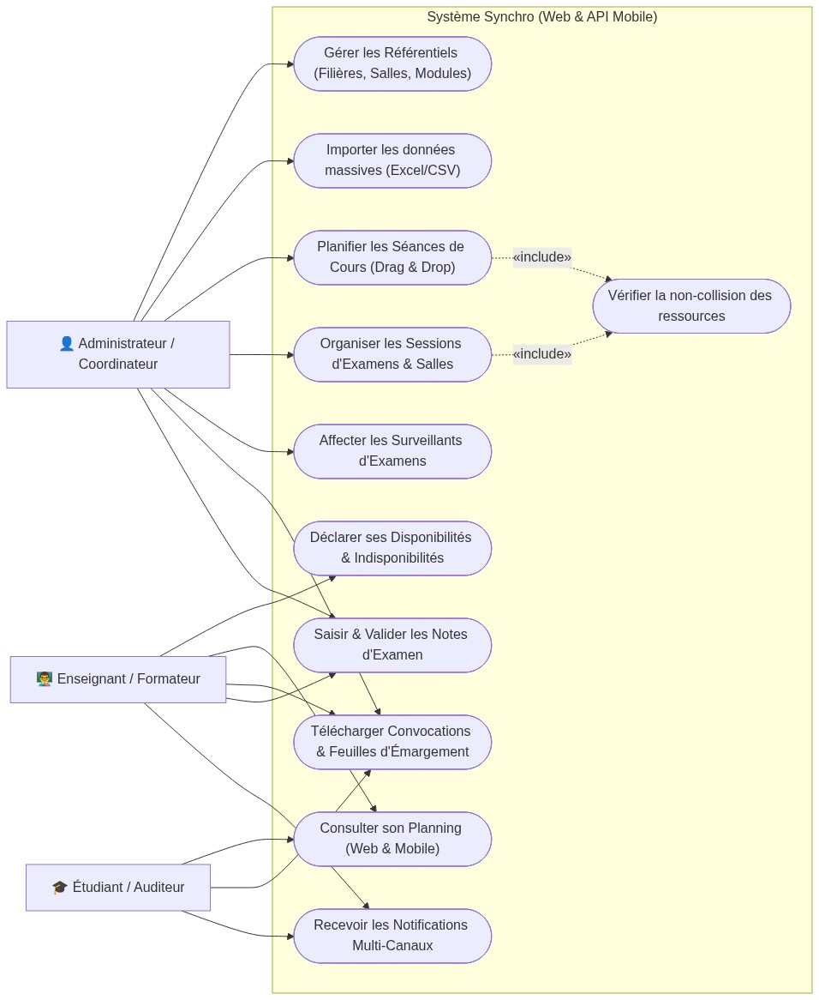 Système Synchro (Web & API Mobile)
Gérer les Référentiels
(Filières, Salles, Modules)
Importer les données
massives (Excel/CSV)
Planifier les Séances de
Cours (Drag & Drop)
«include»
Vérifier la non-collision des
ressources
👤 Administrateur /
Coordinateur
Organiser les Sessions
d'Examens & Salles
«include»
Affecter les Surveillants
d'Examens
Déclarer ses Disponibilités
& Indisponibilités
Saisir & Valider les Notes
d'Examen
👨‍🏫 Enseignant / Formateur
Télécharger Convocations
& Feuilles d'Émargement
Consulter son Planning
(Web & Mobile)
🎓 Étudiant / Auditeur
Recevoir les Notifications
Multi-Canaux